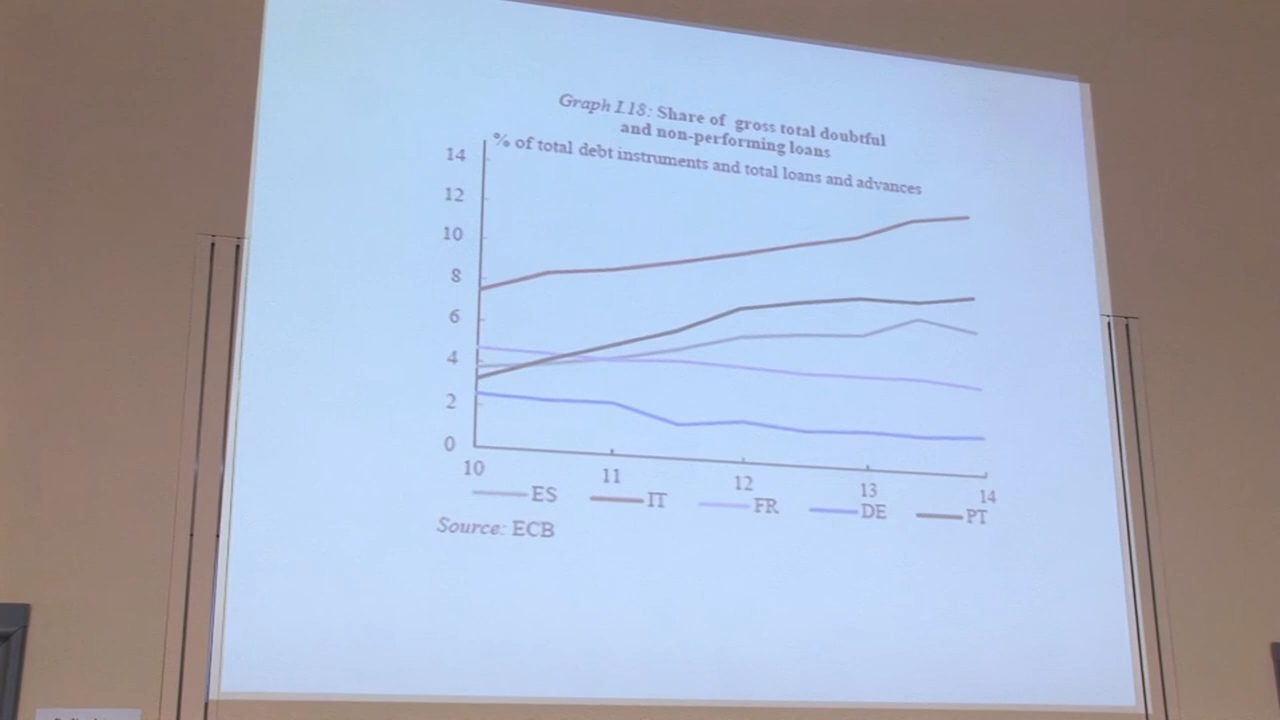 Graph I.18: Share of gross total doubtful
and non-performing loans
% of total debt instruments and total loans and advances
14
12
10
8
6
4
2
0
10 11 12 13 14
ES IT FR DE PT
Source: ECB